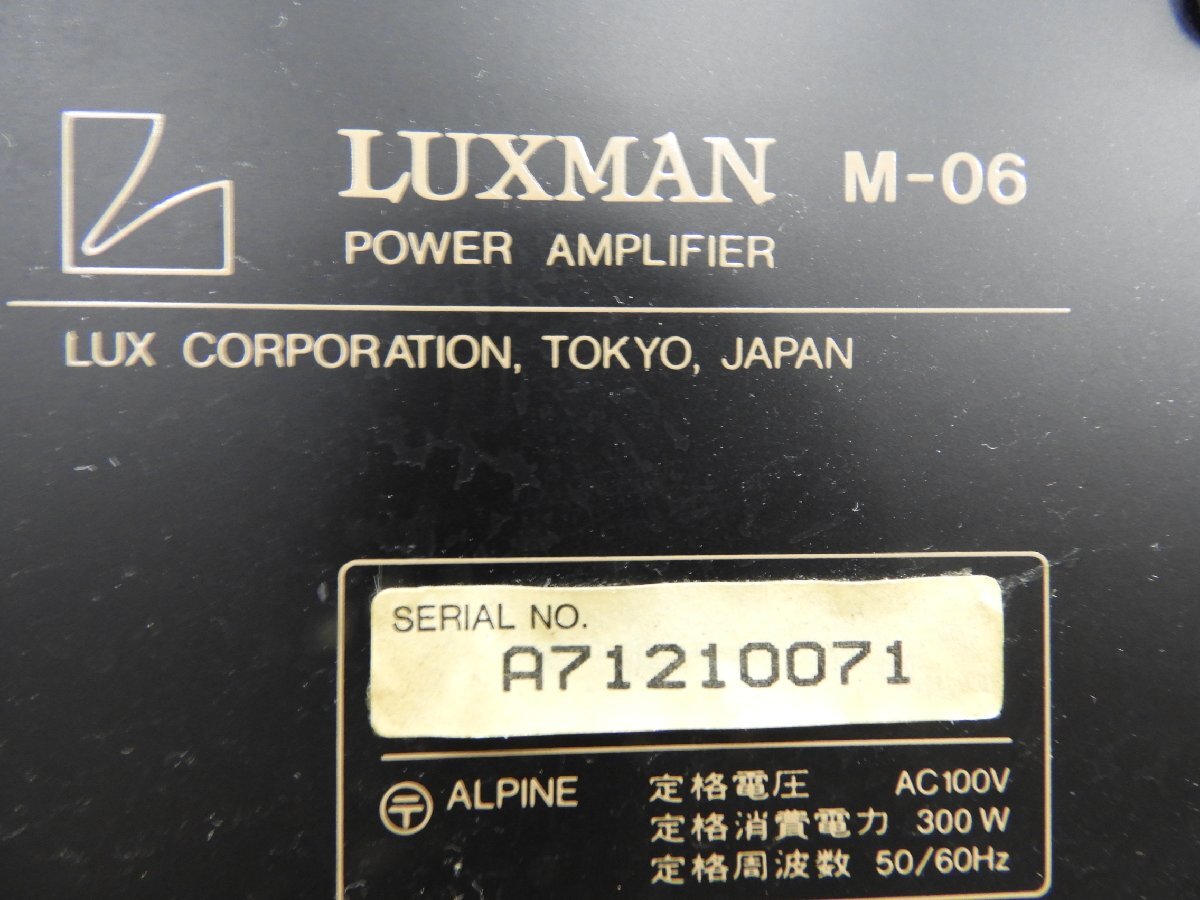 LUXMAN M-06
POWER AMPLIFIER
LUX CORPORATION, TOKYO, JAPAN
SERIAL NO.
A71210071
〒 ALPINE 定格電圧 AC100V
定格消費電力 300W
定格周波数 50/60Hz